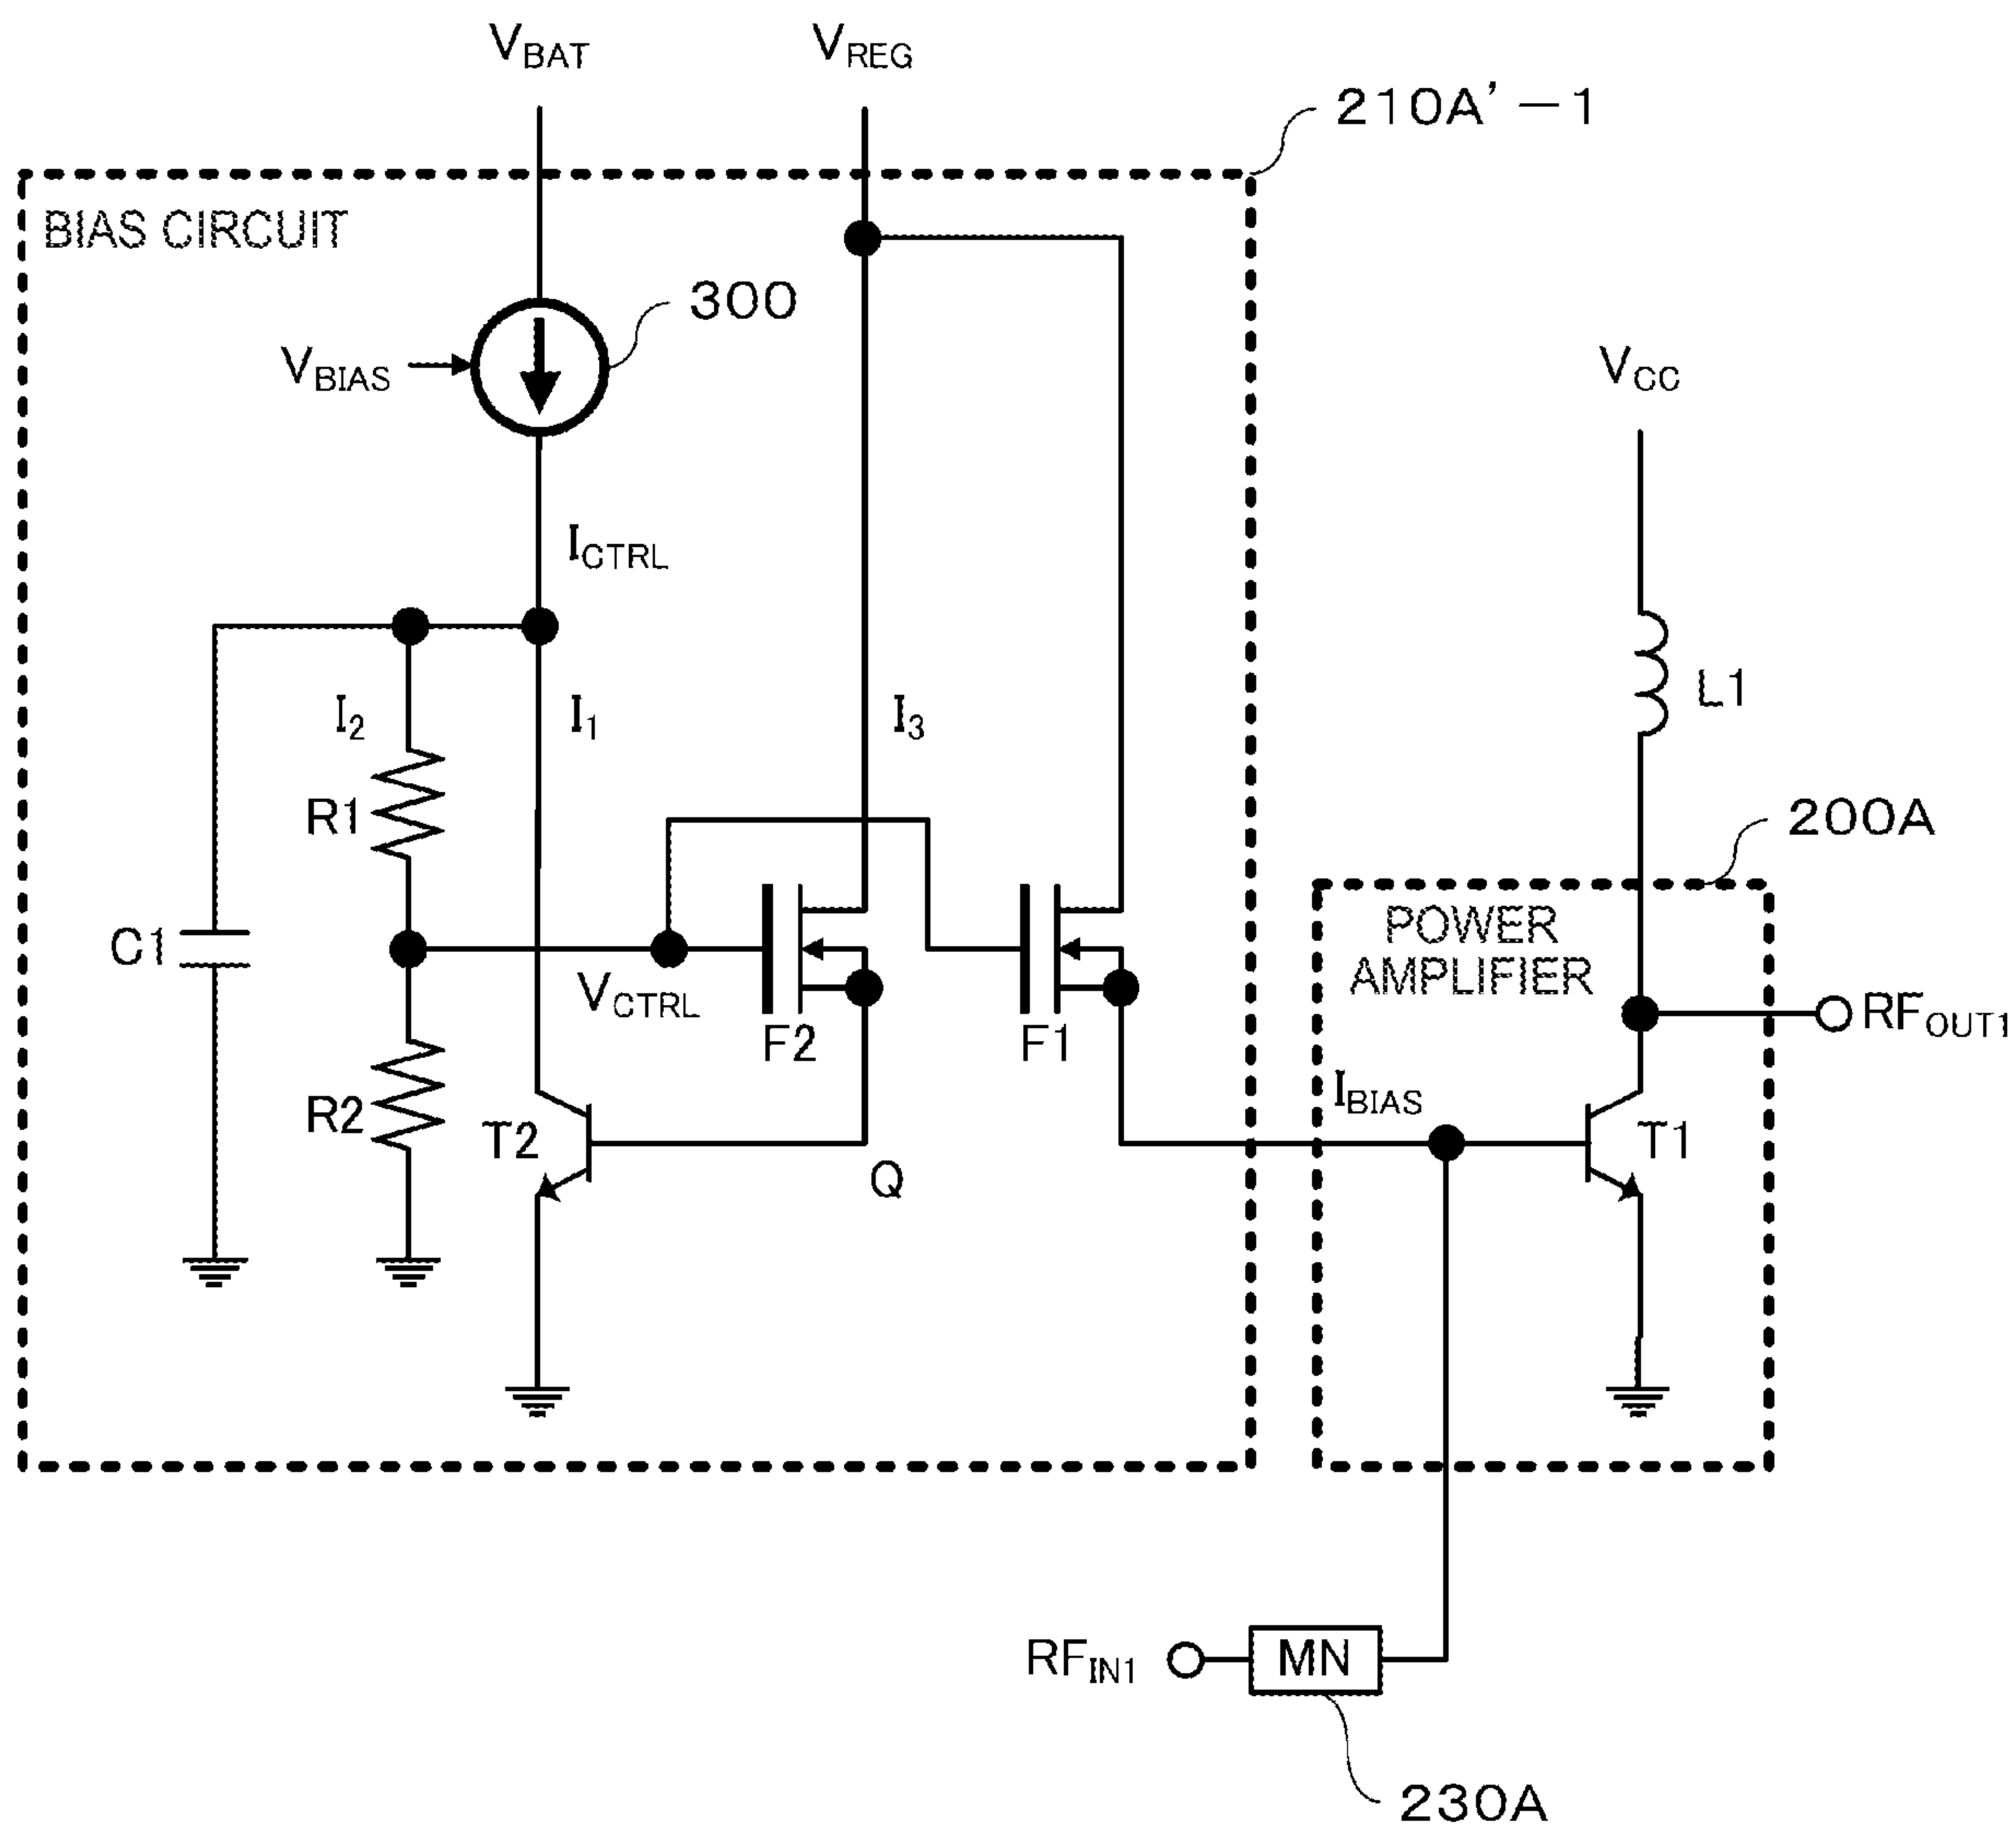 VBAT
VREG
210A'-1
BIAS CIRCUIT
300
VBIAS
VCC
ICTRL
L1
I2
I1
I3
R1
200A
POWER
AMPLIFIER
C1
VCTRL
RFOUT1
F2
F1
IBIAS
R2
T2
T1
Q
RFIN1
MN
230A